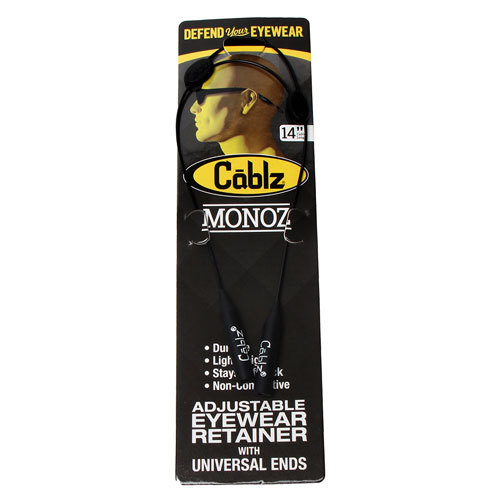 DEFEND Your EYEWEAR
14"
Cablz
MONOZ
Cablz
Cablz
•
•
•
•
ADJUSTABLE
EYEWEAR
RETAINER
WITH
UNIVERSAL ENDS